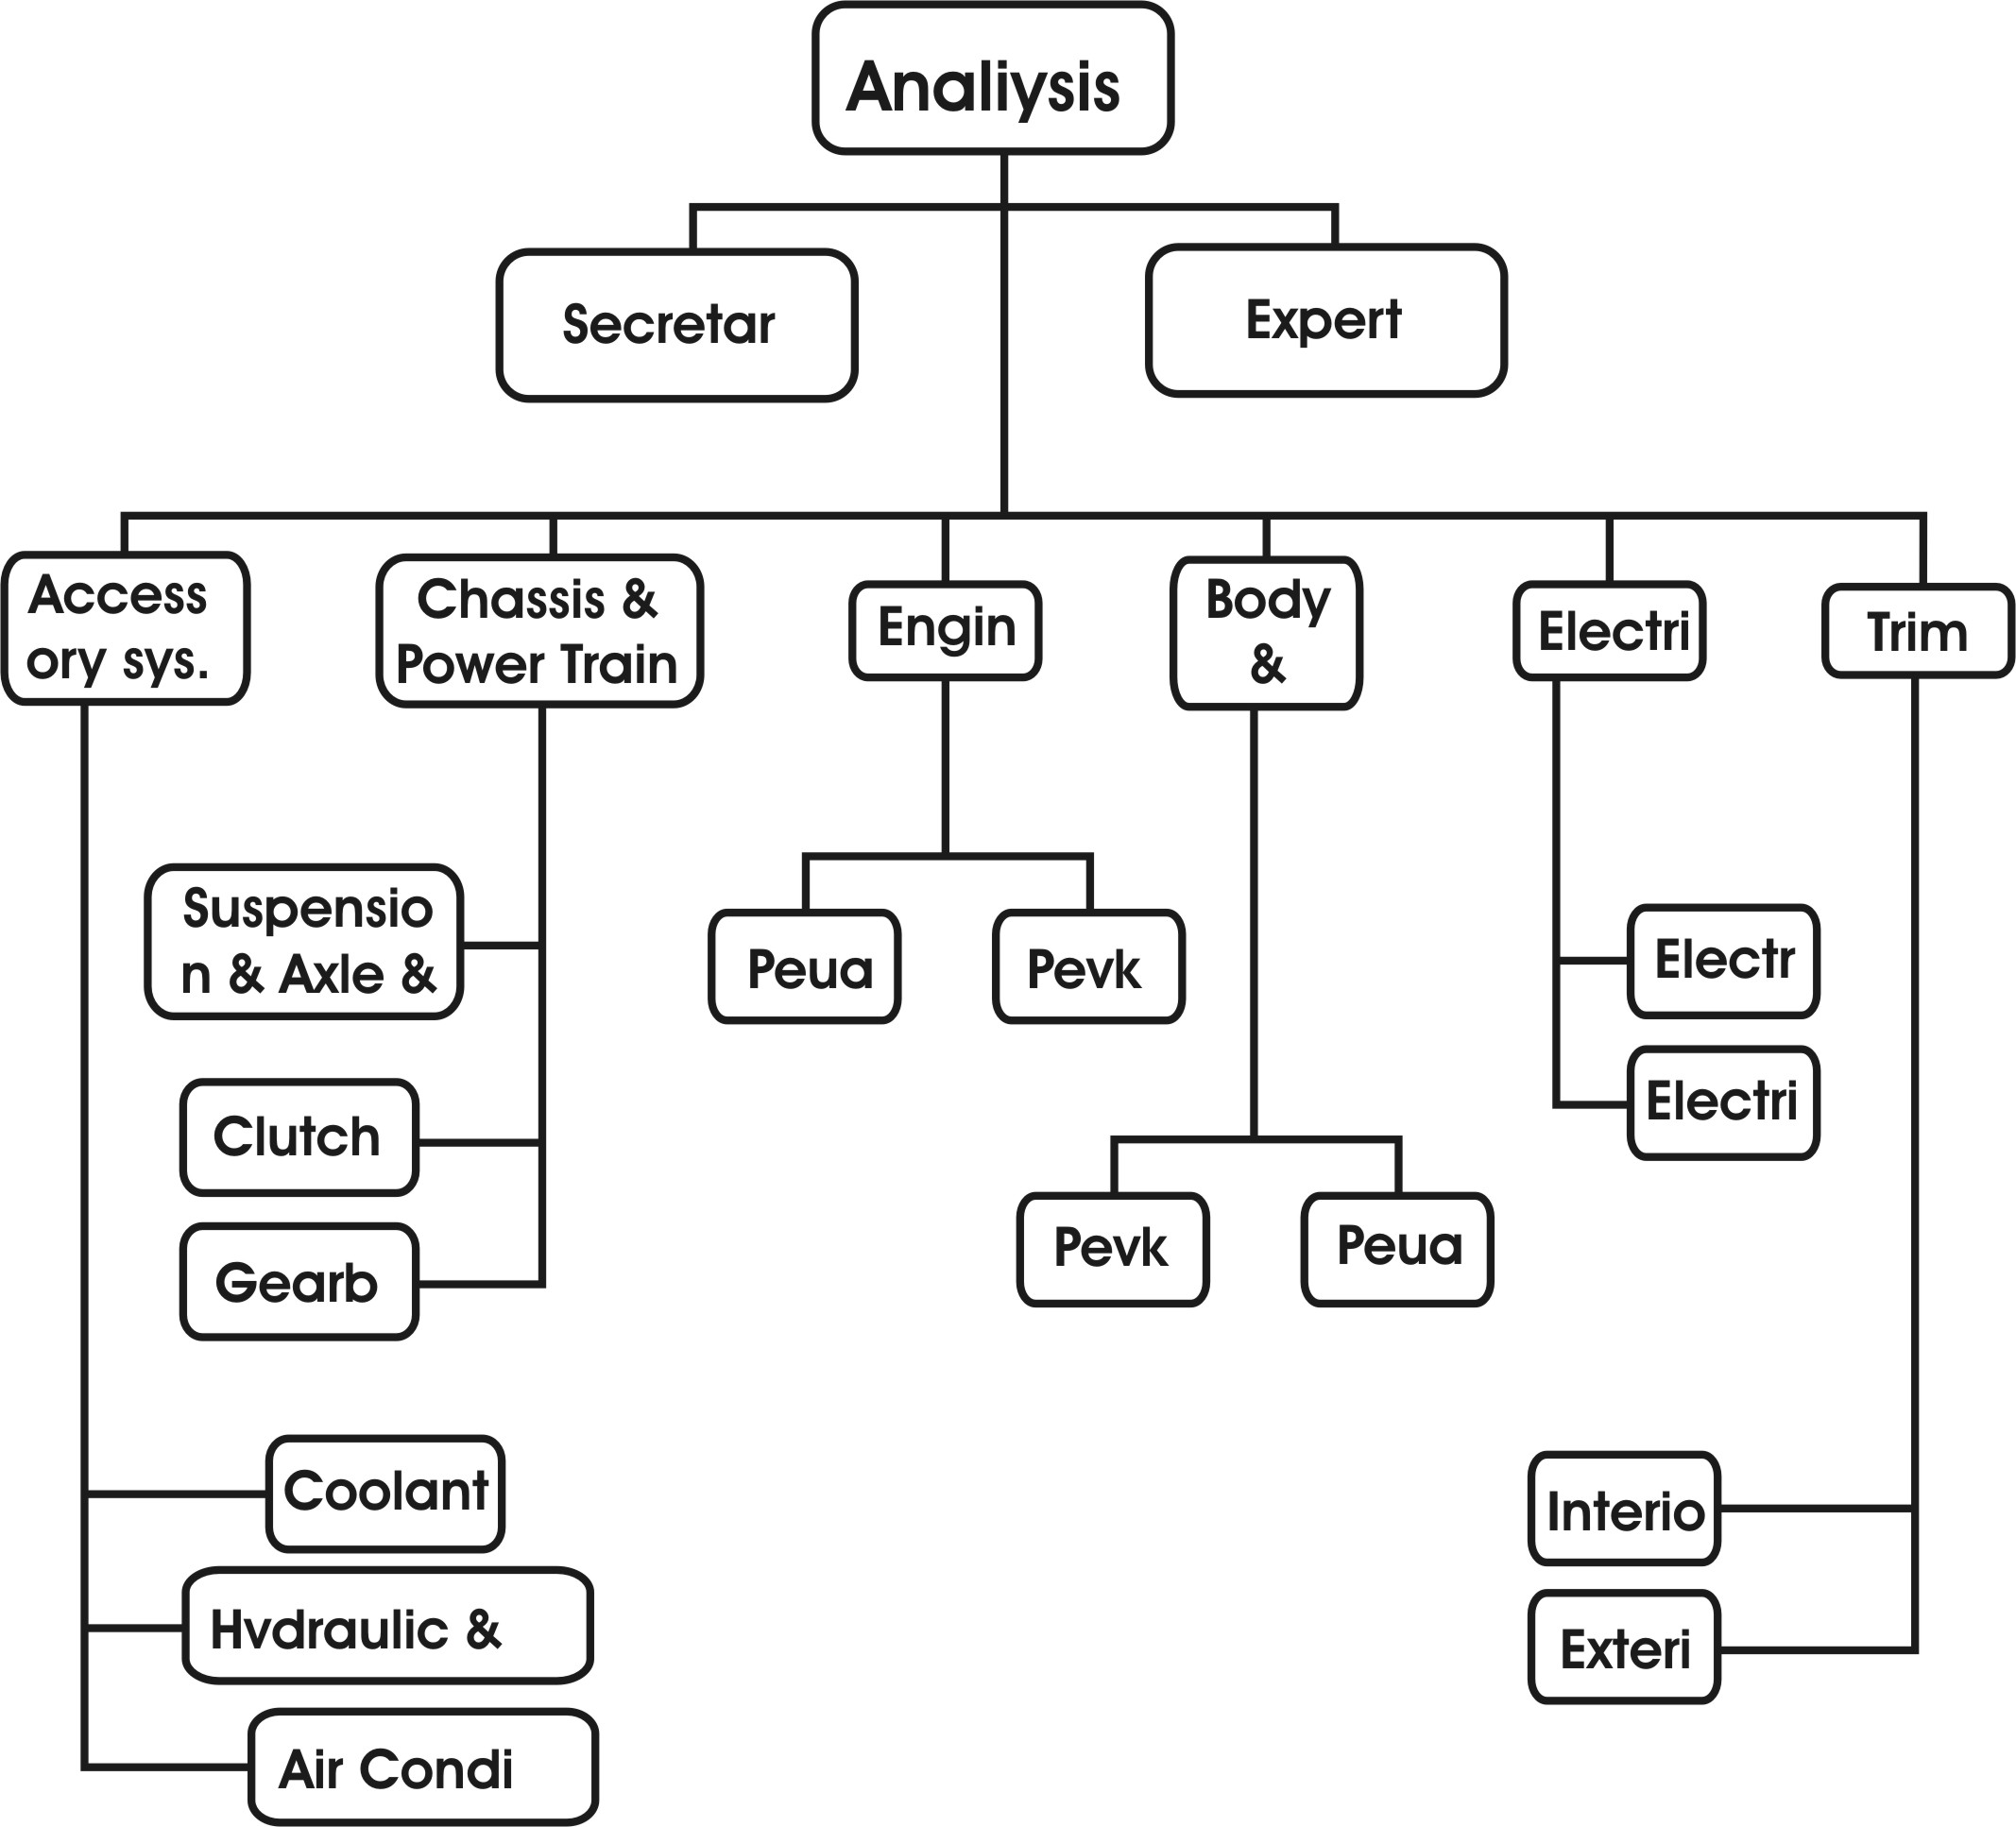 Analiysis
Secretar
Expert
Access
ory sys.
Chassis &
Power Train
Engin
Body
&
Electri
Trim
Suspensio
n & Axle &
Peua
Pevk
Electr
Clutch
Electri
Gearb
Pevk
Peua
Coolant
Interio
Hvdraulic &
Exteri
Air Condi